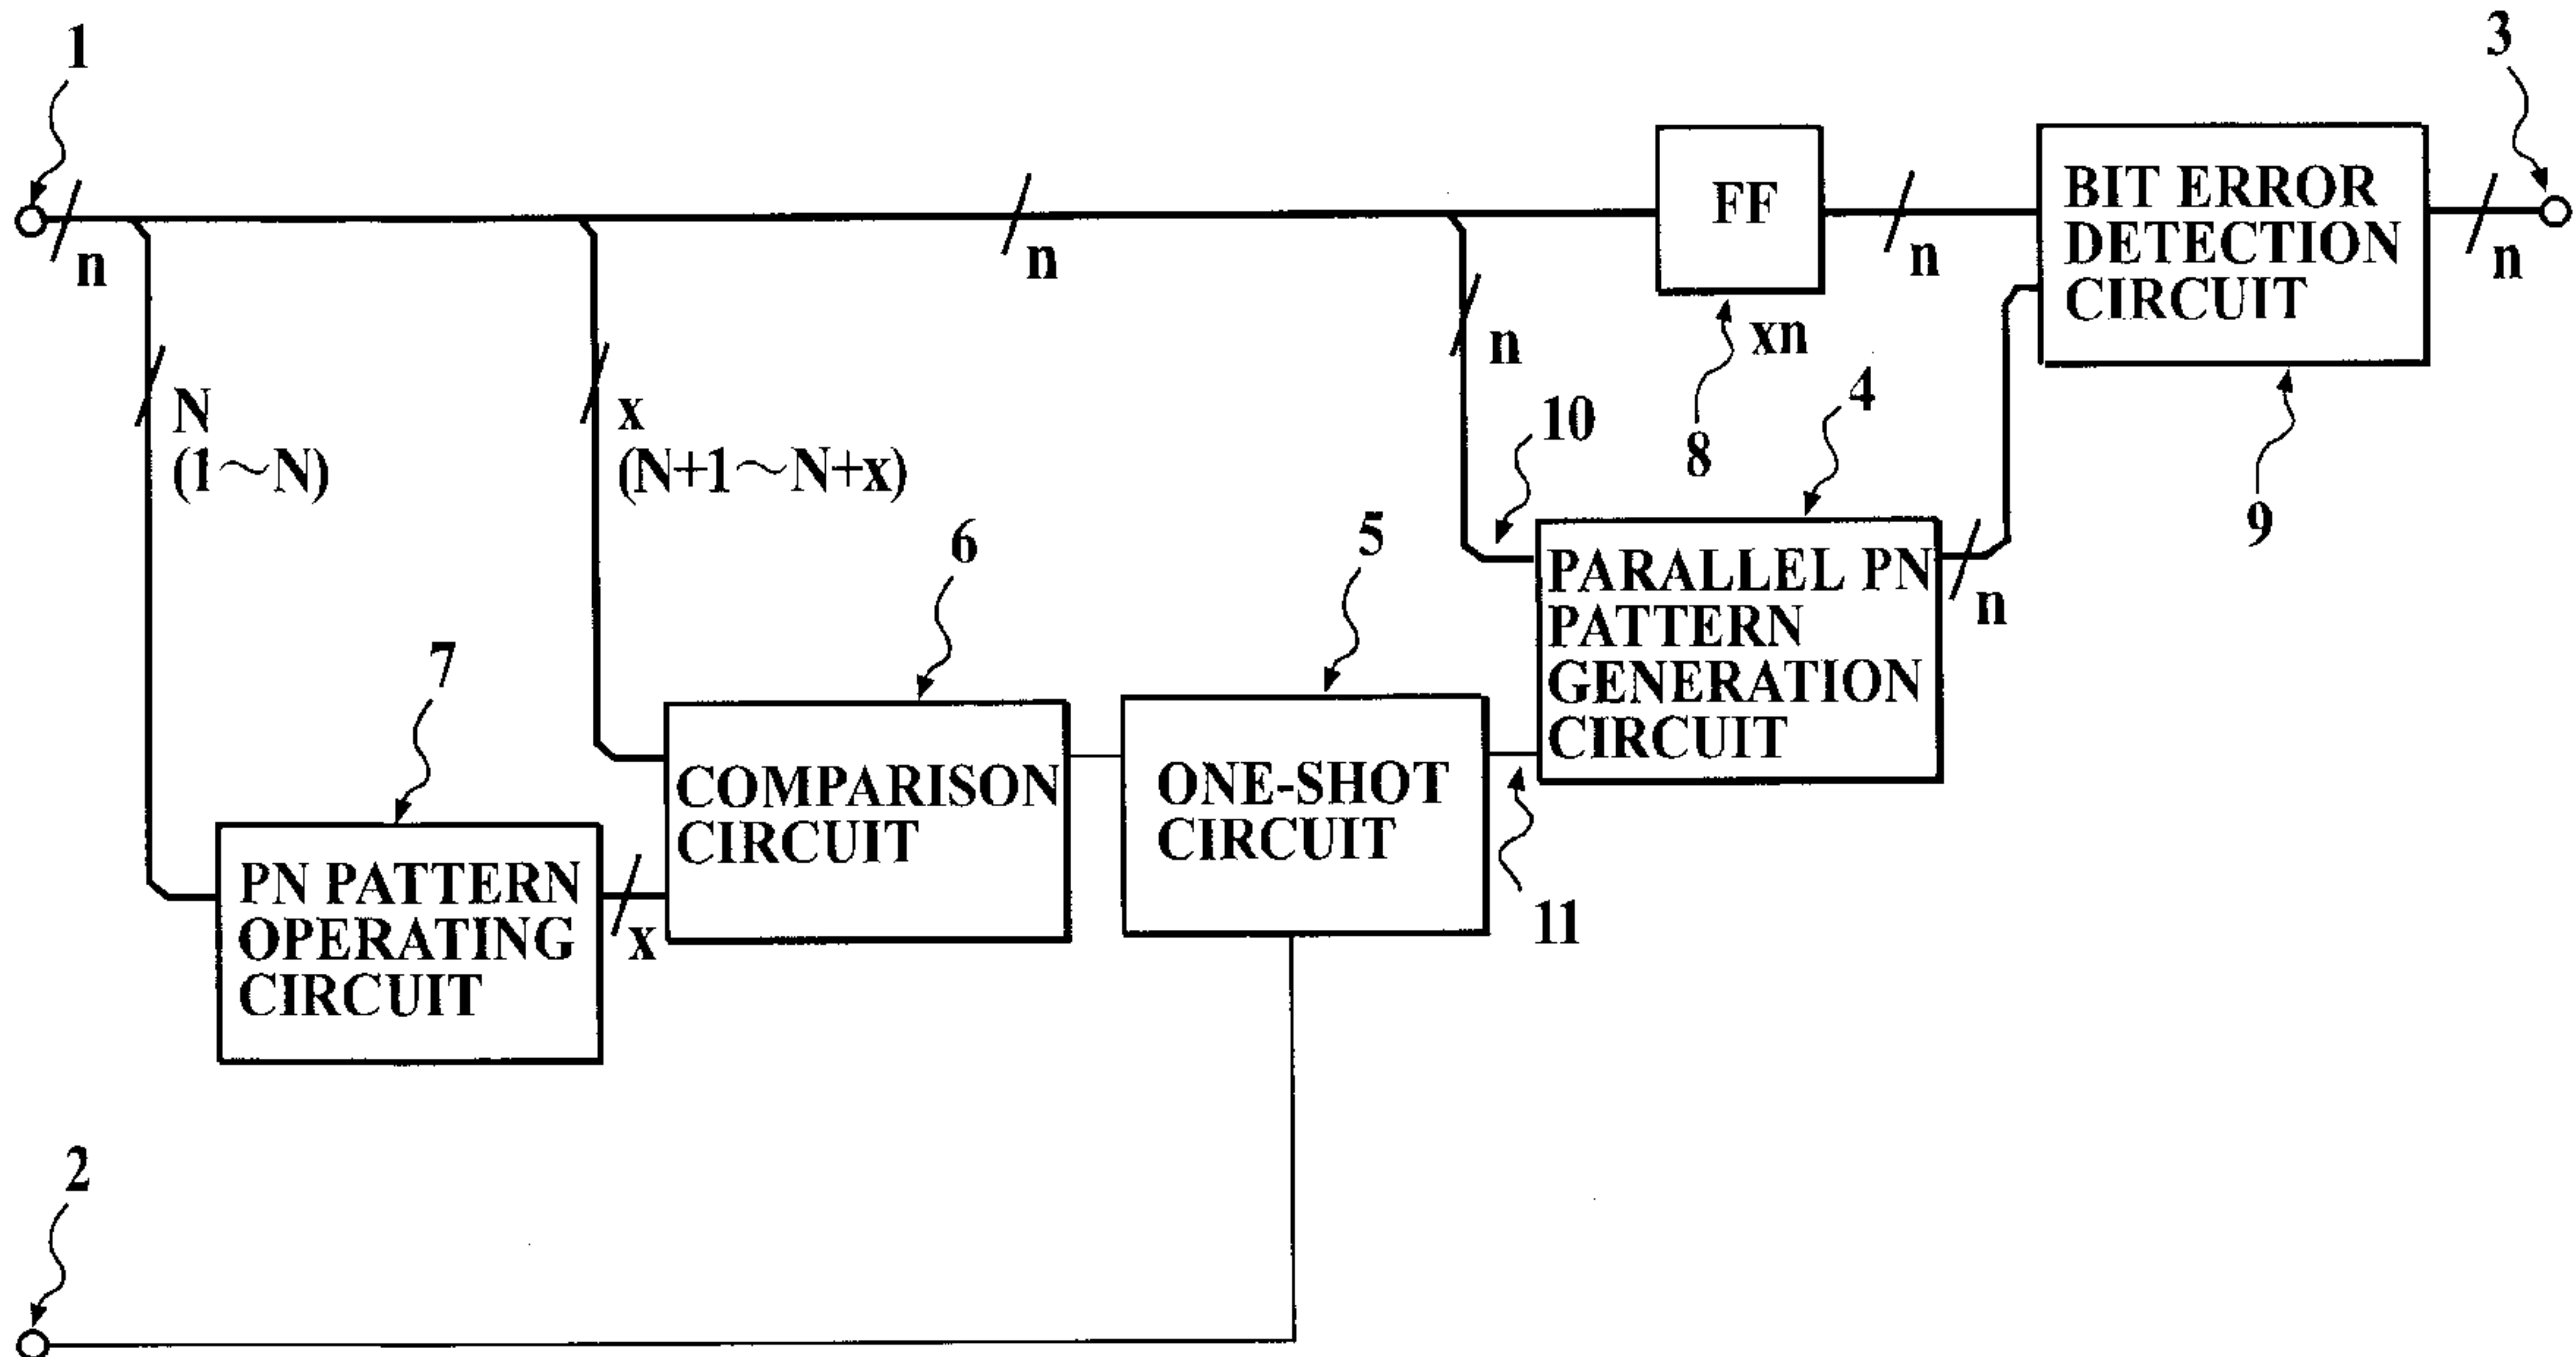 1
3
FF
BIT ERROR
DETECTION
CIRCUIT
n
n
n
n
n
xn
N
(1～N)
x
(N+1～N+x)
8
10
4
9
6
5
PARALLEL PN
PATTERN
GENERATION
CIRCUIT
n
7
COMPARISON
CIRCUIT
ONE-SHOT
CIRCUIT
11
PN PATTERN
OPERATING
CIRCUIT
x
2